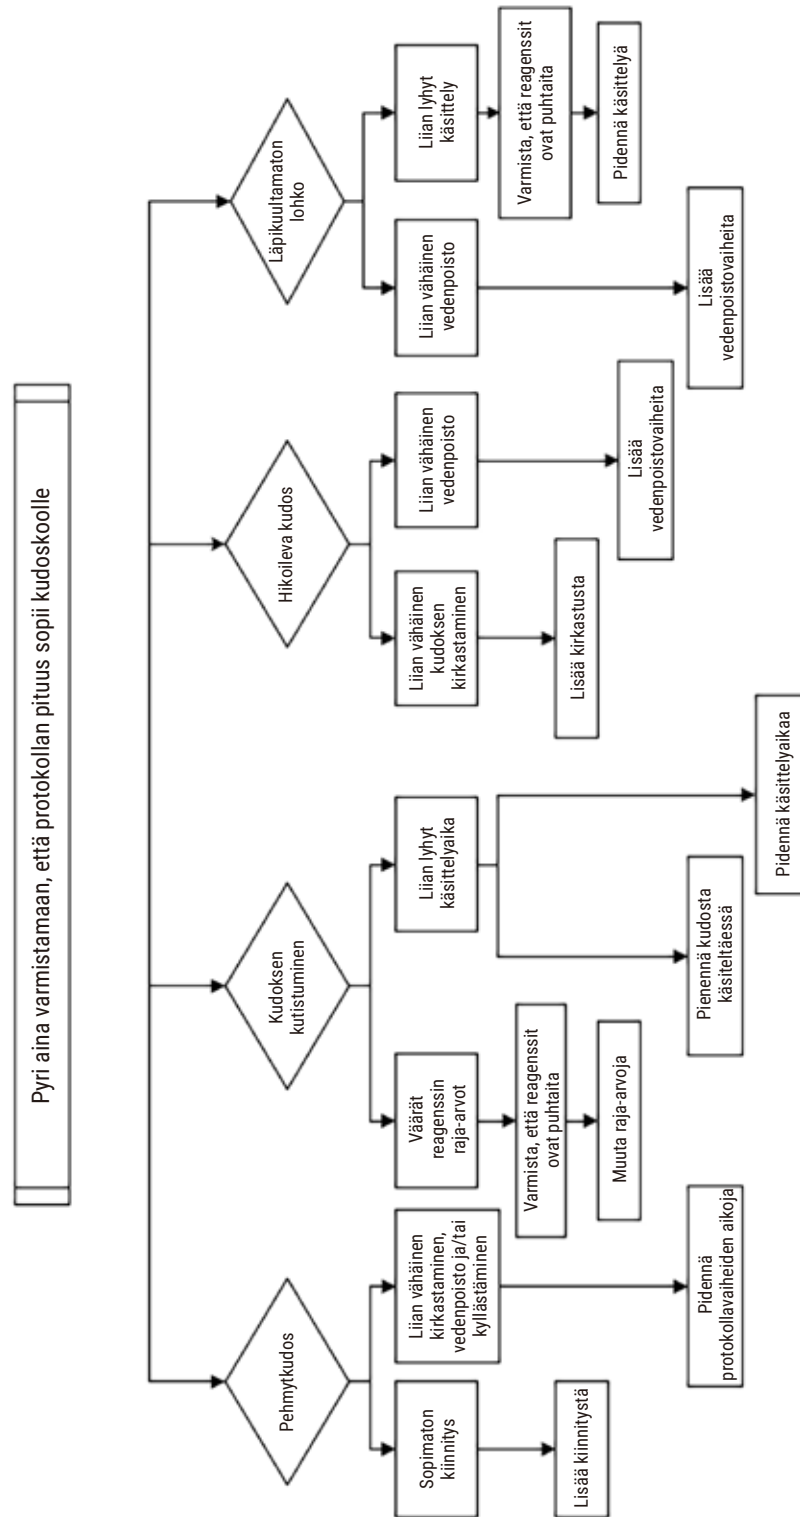 Pyri aina varmistamaan, että protokollan pituus sopii kudoskoolle
Pehmytkudos
Kudoksen
kutistuminen
Hikoileva kudos
Läpikuultamaton
lohko
Sopimaton
kiinnitys
Liian vähäinen
kirkastaminen,
vedenpoisto ja/tai
kyllästäminen
Väärät
reagenssin
raja-arvot
Liian lyhyt
käsittelyaika
Liian vähäinen
kudoksen
kirkastaminen
Liian vähäinen
vedenpoisto
Liian vähäinen
vedenpoisto
Liian lyhyt
käsittely
Lisää kiinnitystä
Pidennä
protokollavaiheiden aikoja
Varmista, että reagenssit
ovat puhtaita
Muuta raja-arvoja
Pienennä kudosta
käsiteltäessä
Pidennä käsittelyaikaa
Lisää kirkastusta
Lisää
vedenpoistovaiheita
Lisää
vedenpoistovaiheita
Varmista, että reagenssit
ovat puhtaita
Pidennä käsittelyä